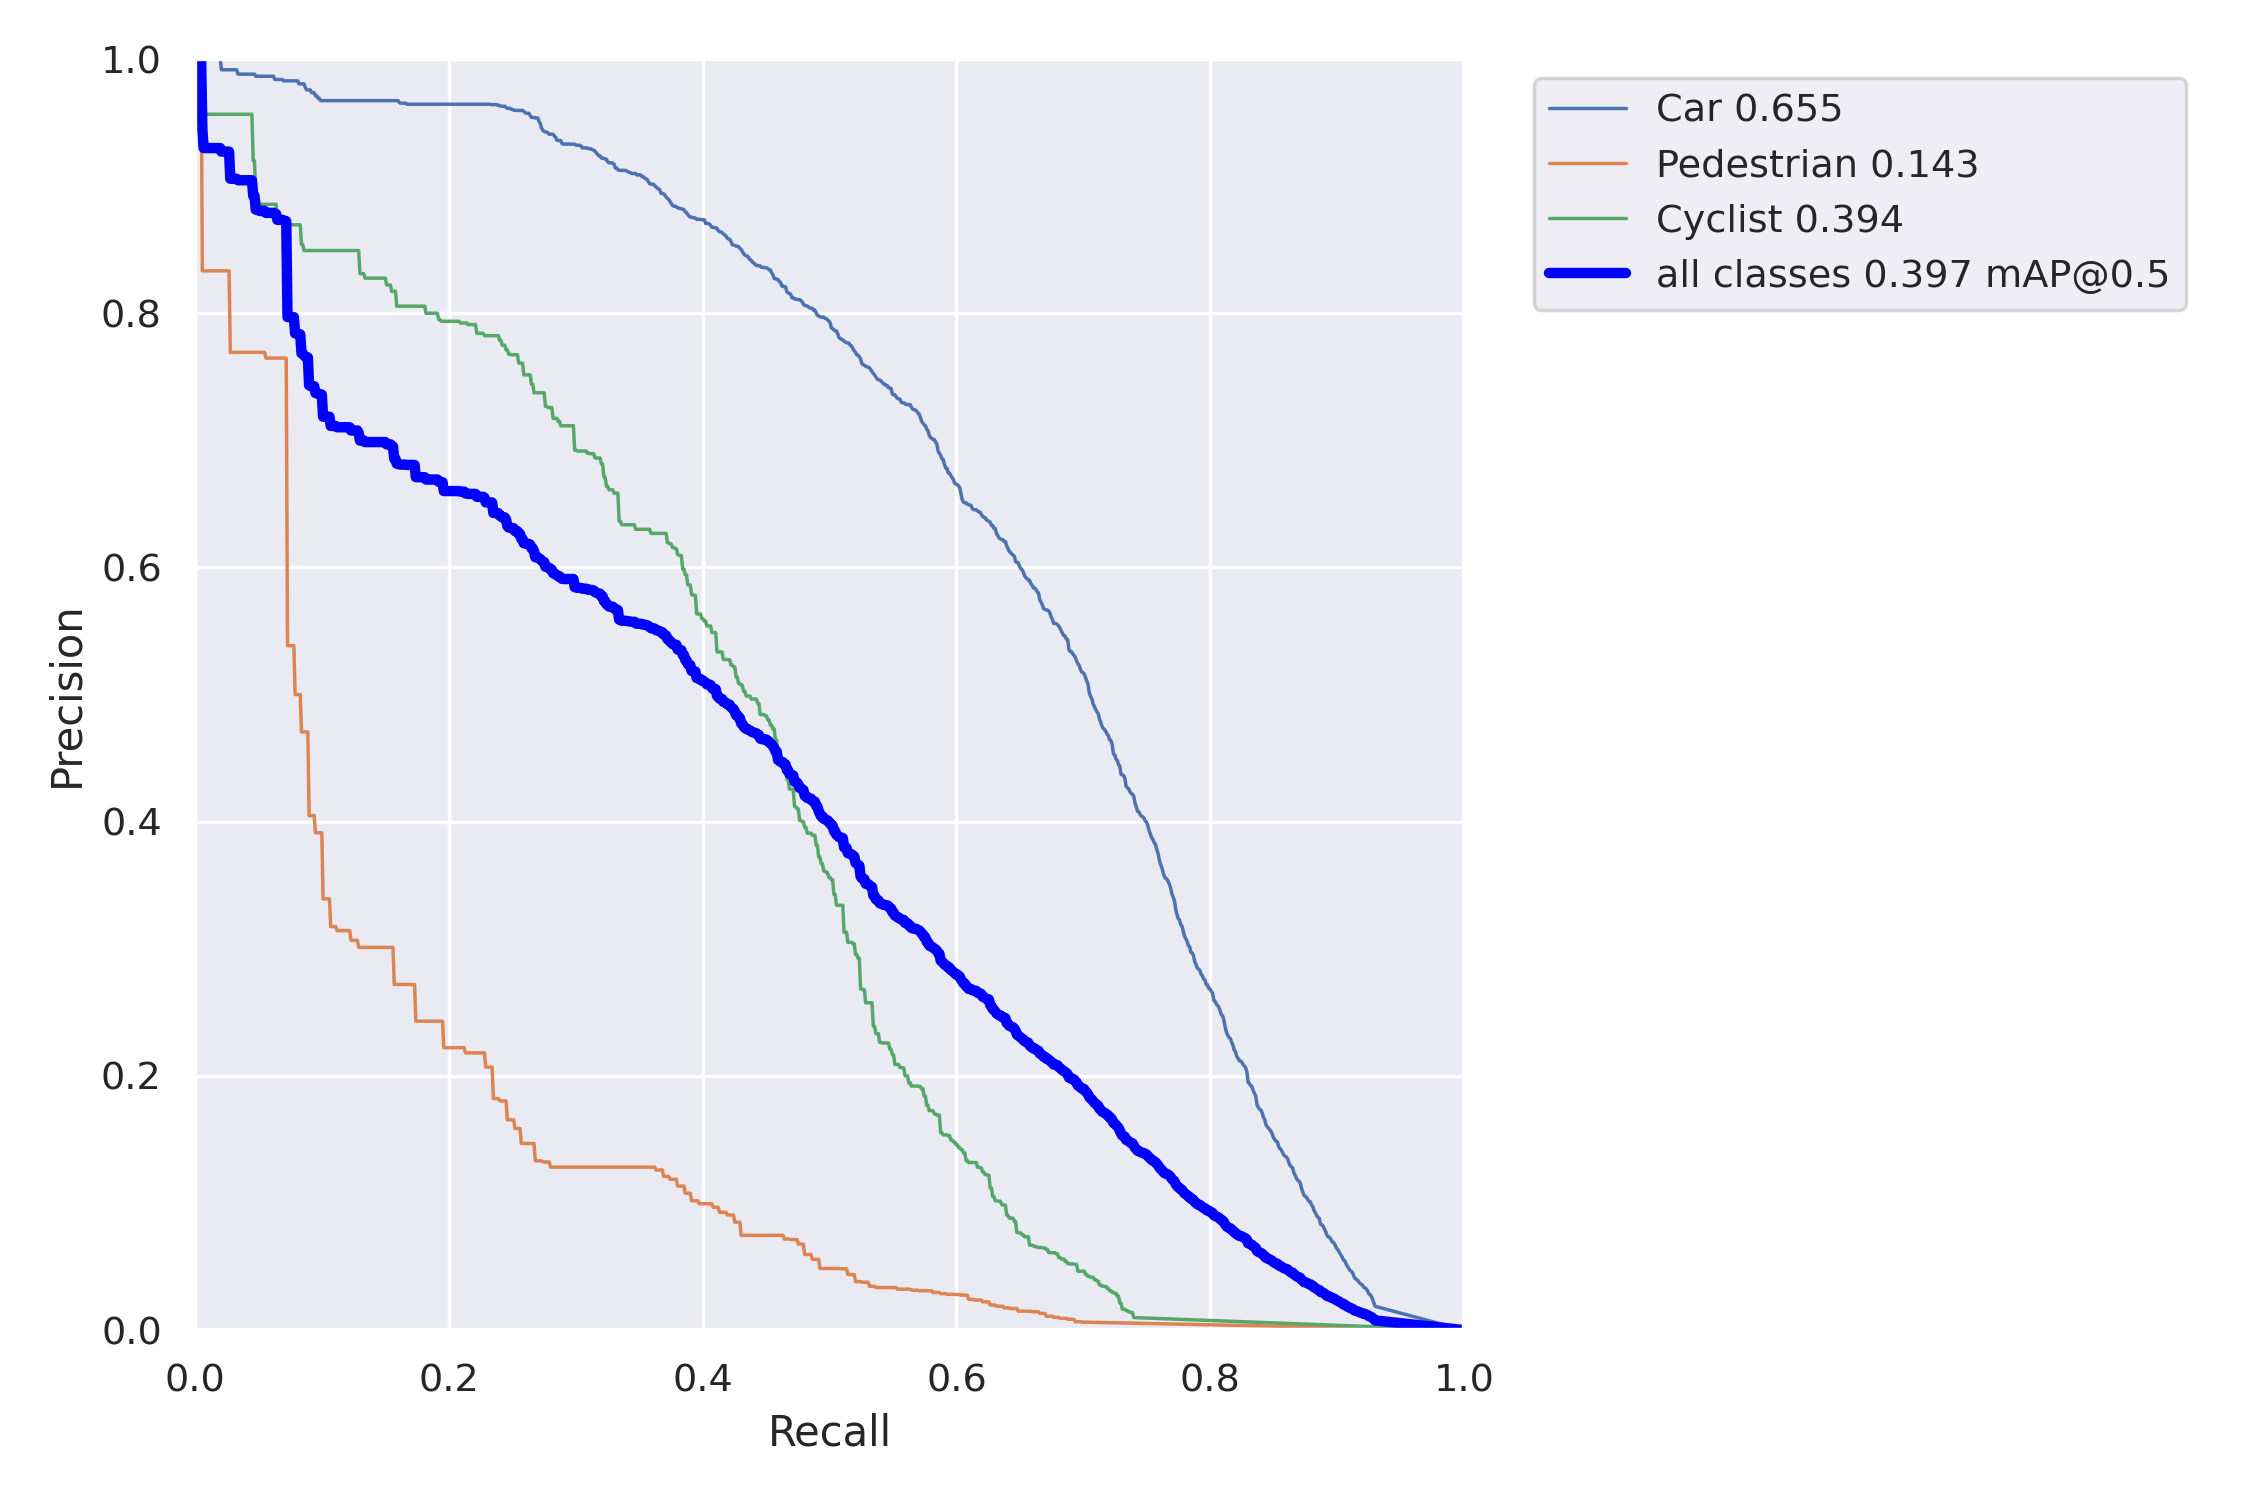 1.0
0.8
0.6
0.4
0.2
0.0
Precision
0.0 0.2 0.4 0.6 0.8 1.0
Recall
Car 0.655
Pedestrian 0.143
Cyclist 0.394
all classes 0.397 mAP@0.5